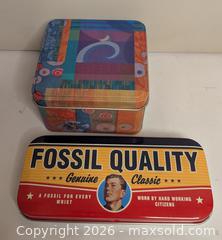 FOSSIL QUALITY
Genuine Classic
★ A FOSSIL FOR EVERY WRIST
WORN BY HARD WORKING CITIZENS ★
Copyright 2026 - MaxSold.com